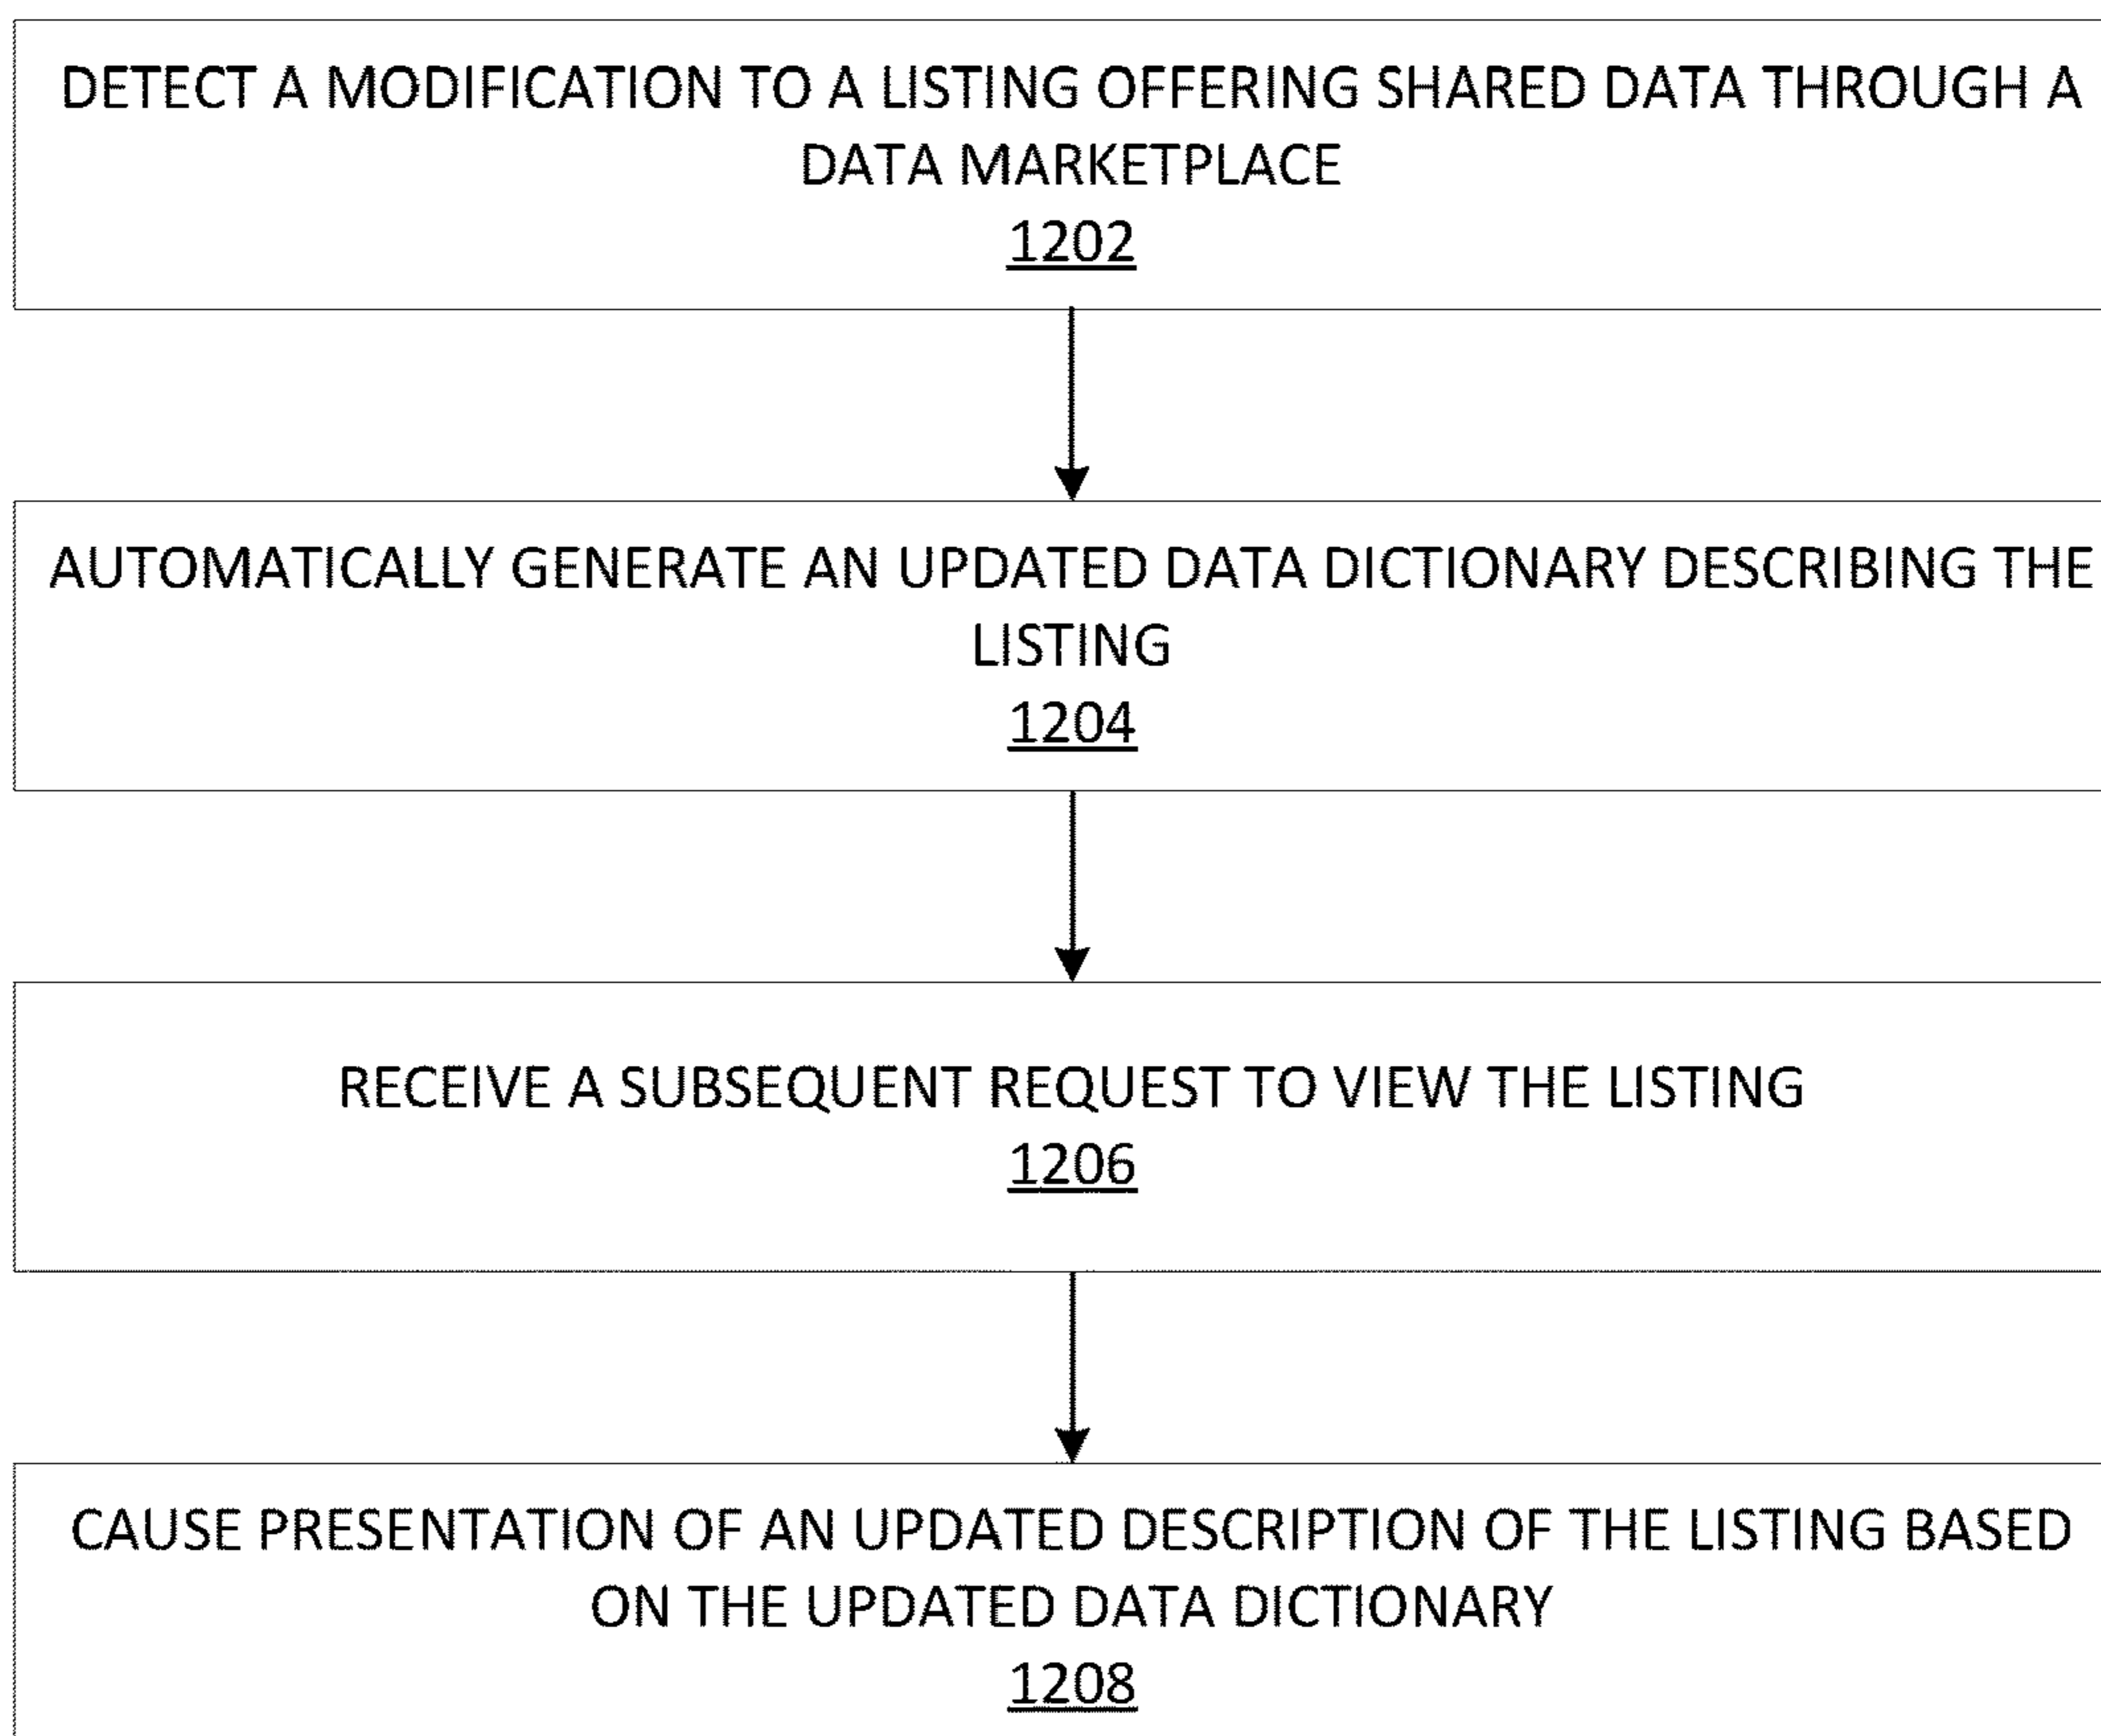 DETECT A MODIFICATION TO A LISTING OFFERING SHARED DATA THROUGH A
DATA MARKETPLACE
1202
AUTOMATICALLY GENERATE AN UPDATED DATA DICTIONARY DESCRIBING THE
LISTING
1204
RECEIVE A SUBSEQUENT REQUEST TO VIEW THE LISTING
1206
CAUSE PRESENTATION OF AN UPDATED DESCRIPTION OF THE LISTING BASED
ON THE UPDATED DATA DICTIONARY
1208